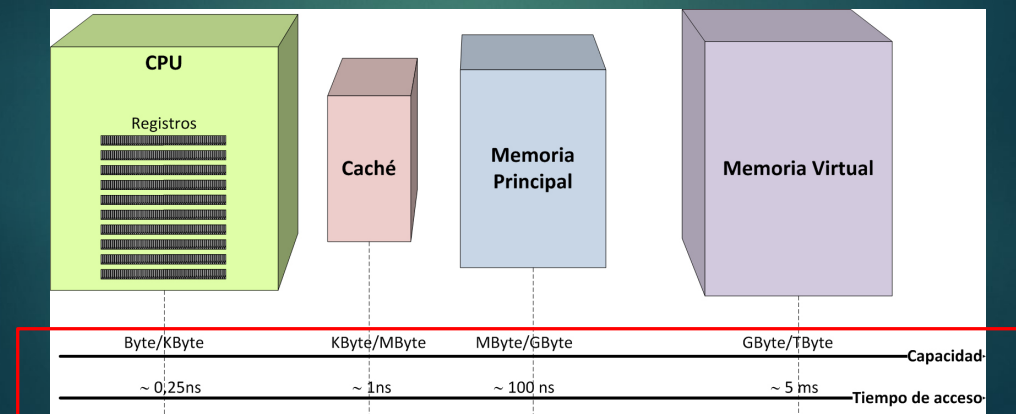 CPU
Registros
Caché
Memoria
Principal
Memoria Virtual
Byte/KByte
KByte/MByte
MByte/GByte
GByte/TByte
Capacidad
~ 0,25ns
~ 1ns
~ 100 ns
~ 5 ms
Tiempo de acceso